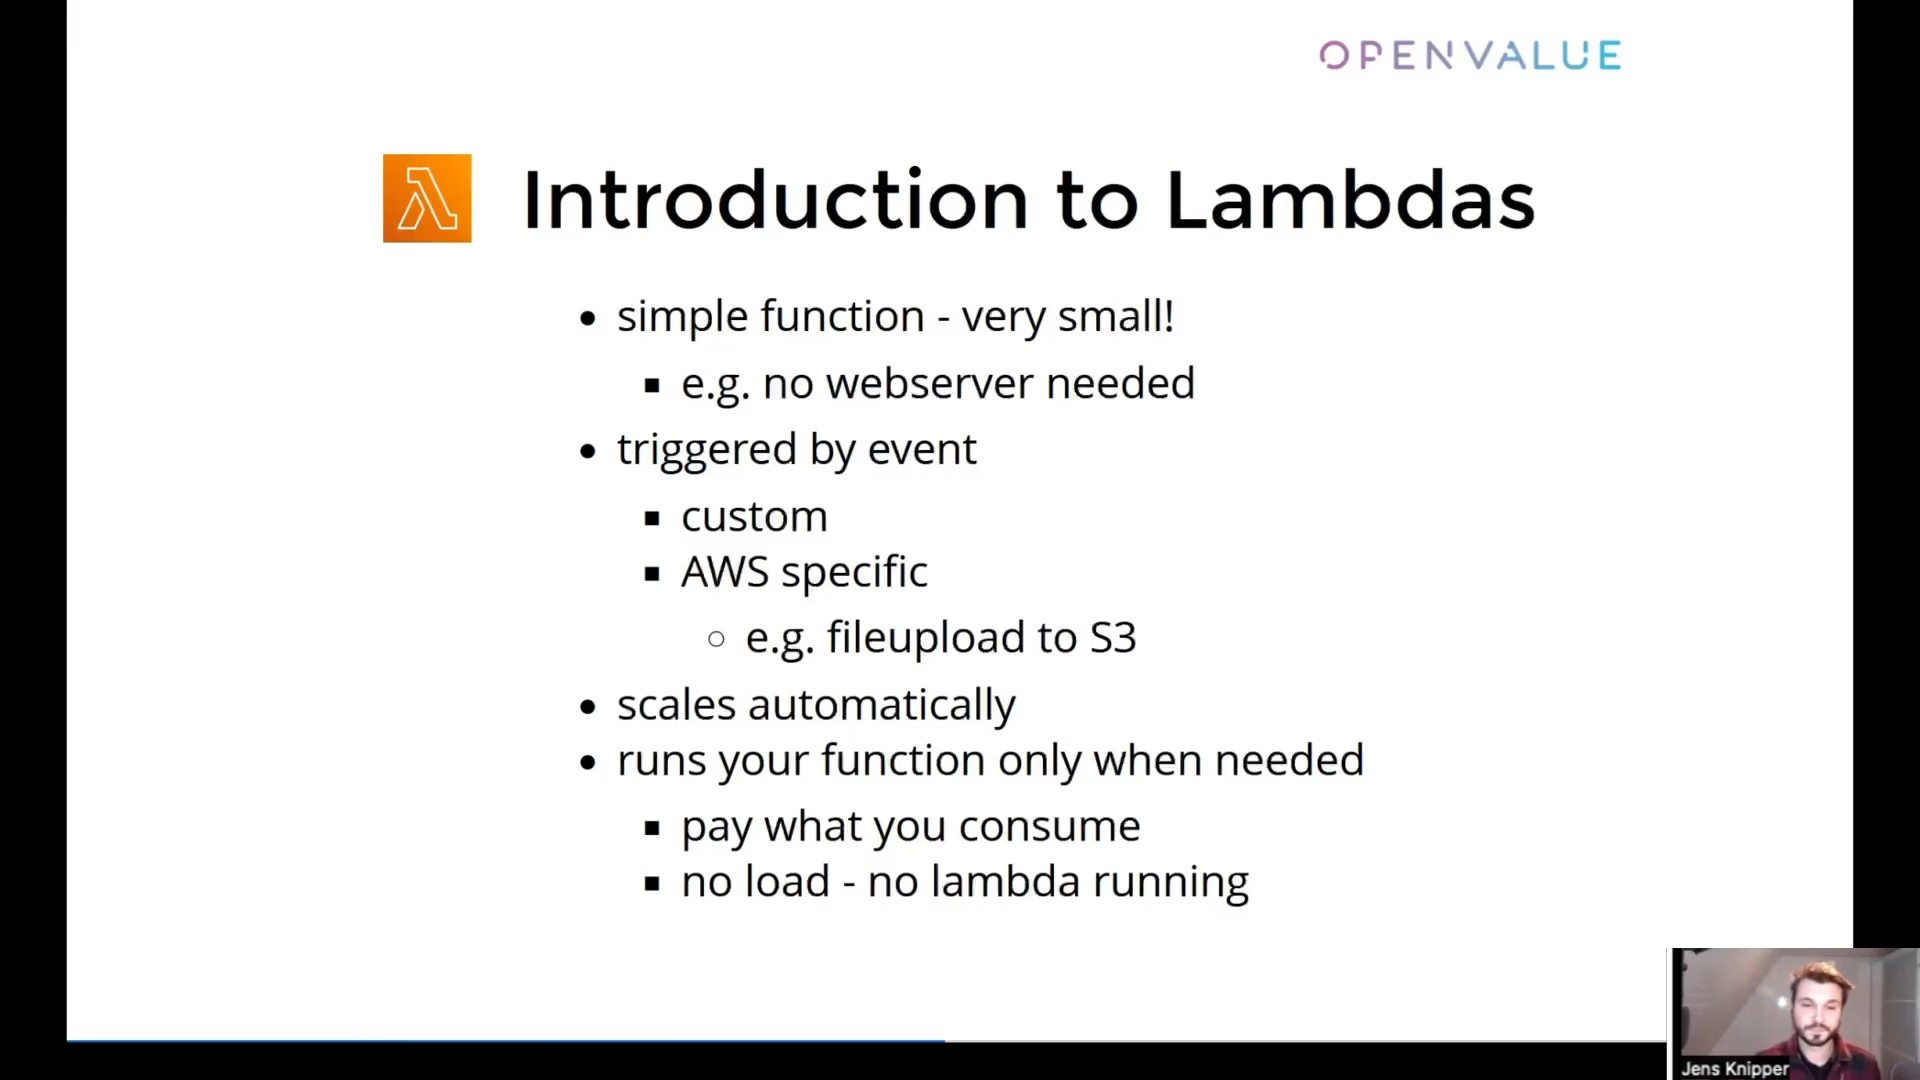 OPENVALUE
Introduction to Lambdas
simple function - very small!
e.g. no webserver needed
triggered by event
custom
AWS specific
e.g. fileupload to S3
scales automatically
runs your function only when needed
pay what you consume
no load - no lambda running
Jens Knipper